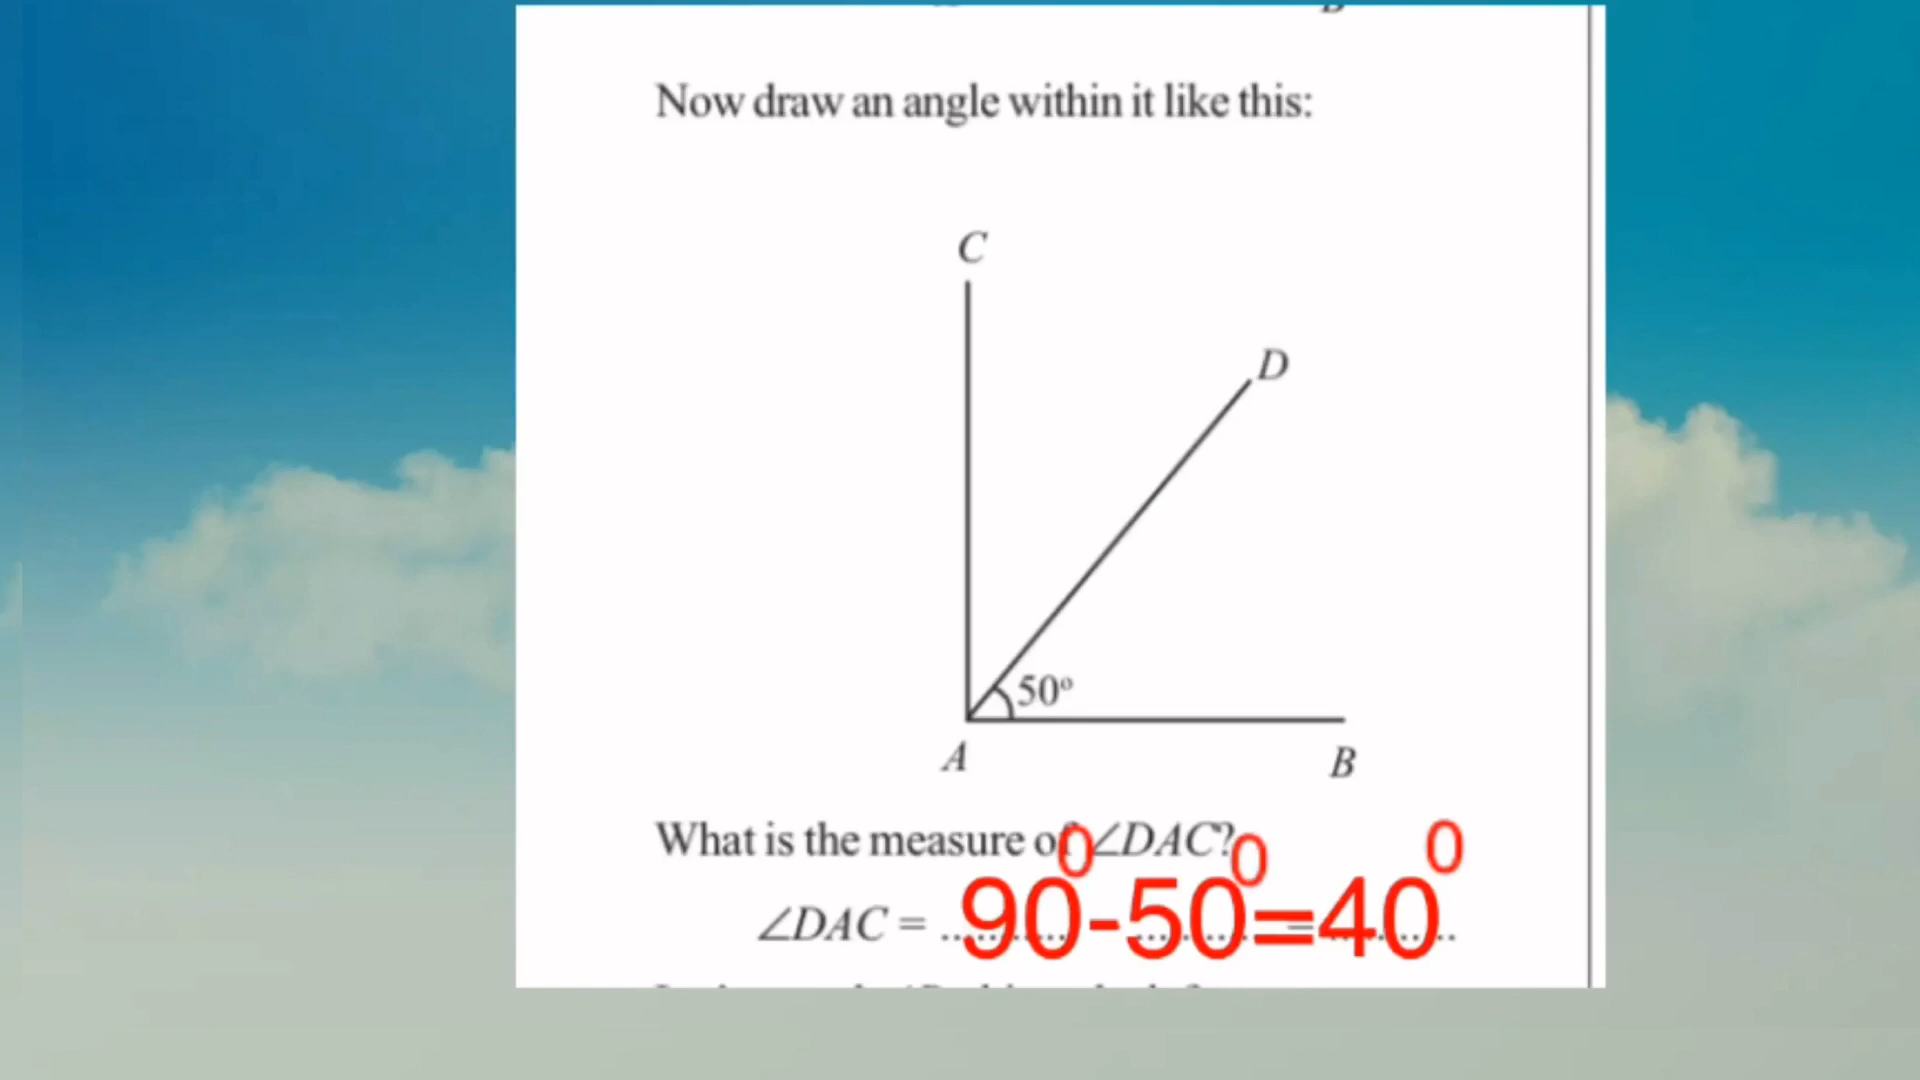 Now draw an angle within it like this:
C
D
50°
A
B
What is the measure of ∠DAC?
∠DAC = 90⁰-50⁰=40⁰